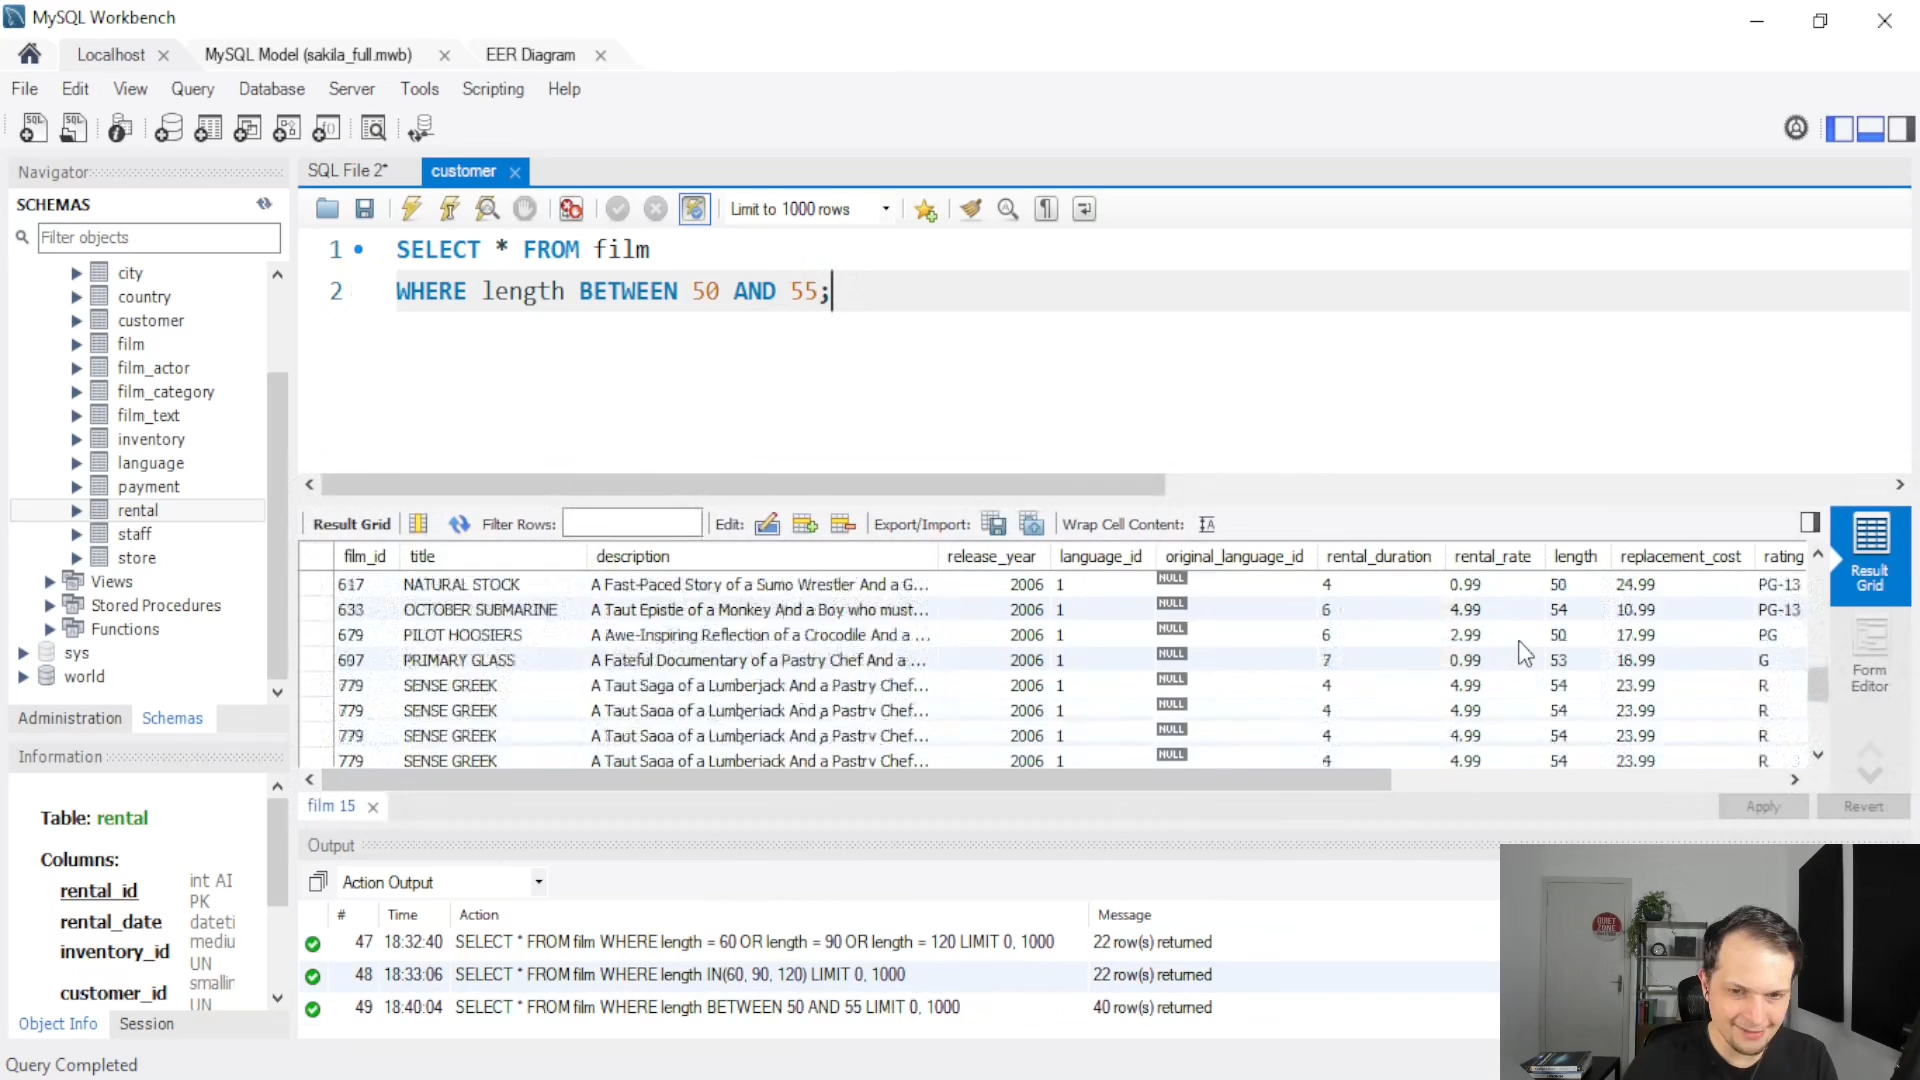 MySQL Workbench
Localhost
MySQL Model (sakila_full.mwb)
EER Diagram
File Edit View Query Database Server Tools Scripting Help
Navigator
SCHEMAS
Filter objects
city
country
customer
film
film_actor
film_category
film_text
inventory
language
payment
rental
staff
store
Views
Stored Procedures
Functions
sys
world
Administration Schemas
Information
Table: rental
Columns:
rental_id int AI
PK
rental_date dateti
inventory_id mediu
UN
customer_id smallir
UN
Object Info Session
Query Completed
SQL File 2* customer
Limit to 1000 rows
1 SELECT * FROM film
2 WHERE length BETWEEN 50 AND 55;
Result Grid Filter Rows: Edit: Export/Import: Wrap Cell Content:
film_id title description release_year language_id original_language_id rental_duration rental_rate length replacement_cost rating
617 NATURAL STOCK A Fast-Paced Story of a Sumo Wrestler And a G... 2006 1 NULL 4 0.99 50 24.99 PG-13
633 OCTOBER SUBMARINE A Taut Epistle of a Monkey And a Boy who must... 2006 1 NULL 6 4.99 54 10.99 PG-13
679 PILOT HOOSIERS A Awe-Inspiring Reflection of a Crocodile And a ... 2006 1 NULL 6 2.99 50 17.99 PG
697 PRIMARY GLASS A Fateful Documentary of a Pastry Chef And a ... 2006 1 NULL 7 0.99 53 16.99 G
779 SENSE GREEK A Taut Saga of a Lumberjack And a Pastry Chef... 2006 1 NULL 4 4.99 54 23.99 R
779 SENSE GREEK A Taut Saga of a Lumberjack And a Pastry Chef... 2006 1 NULL 4 4.99 54 23.99 R
779 SENSE GREEK A Taut Saga of a Lumberjack And a Pastry Chef... 2006 1 NULL 4 4.99 54 23.99 R
779 SENSE GREEK A Taut Saga of a Lumberjack And a Pastry Chef... 2006 1 NULL 4 4.99 54 23.99 R
Result
Grid
Form
Editor
film 15
Apply Revert
Output
Action Output
# Time Action Message
47 18:32:40 SELECT * FROM film WHERE length = 60 OR length = 90 OR length = 120 LIMIT 0, 1000 22 row(s) returned
48 18:33:06 SELECT * FROM film WHERE length IN(60, 90, 120) LIMIT 0, 1000 22 row(s) returned
49 18:40:04 SELECT * FROM film WHERE length BETWEEN 50 AND 55 LIMIT 0, 1000 40 row(s) returned
QUIET
ZONE